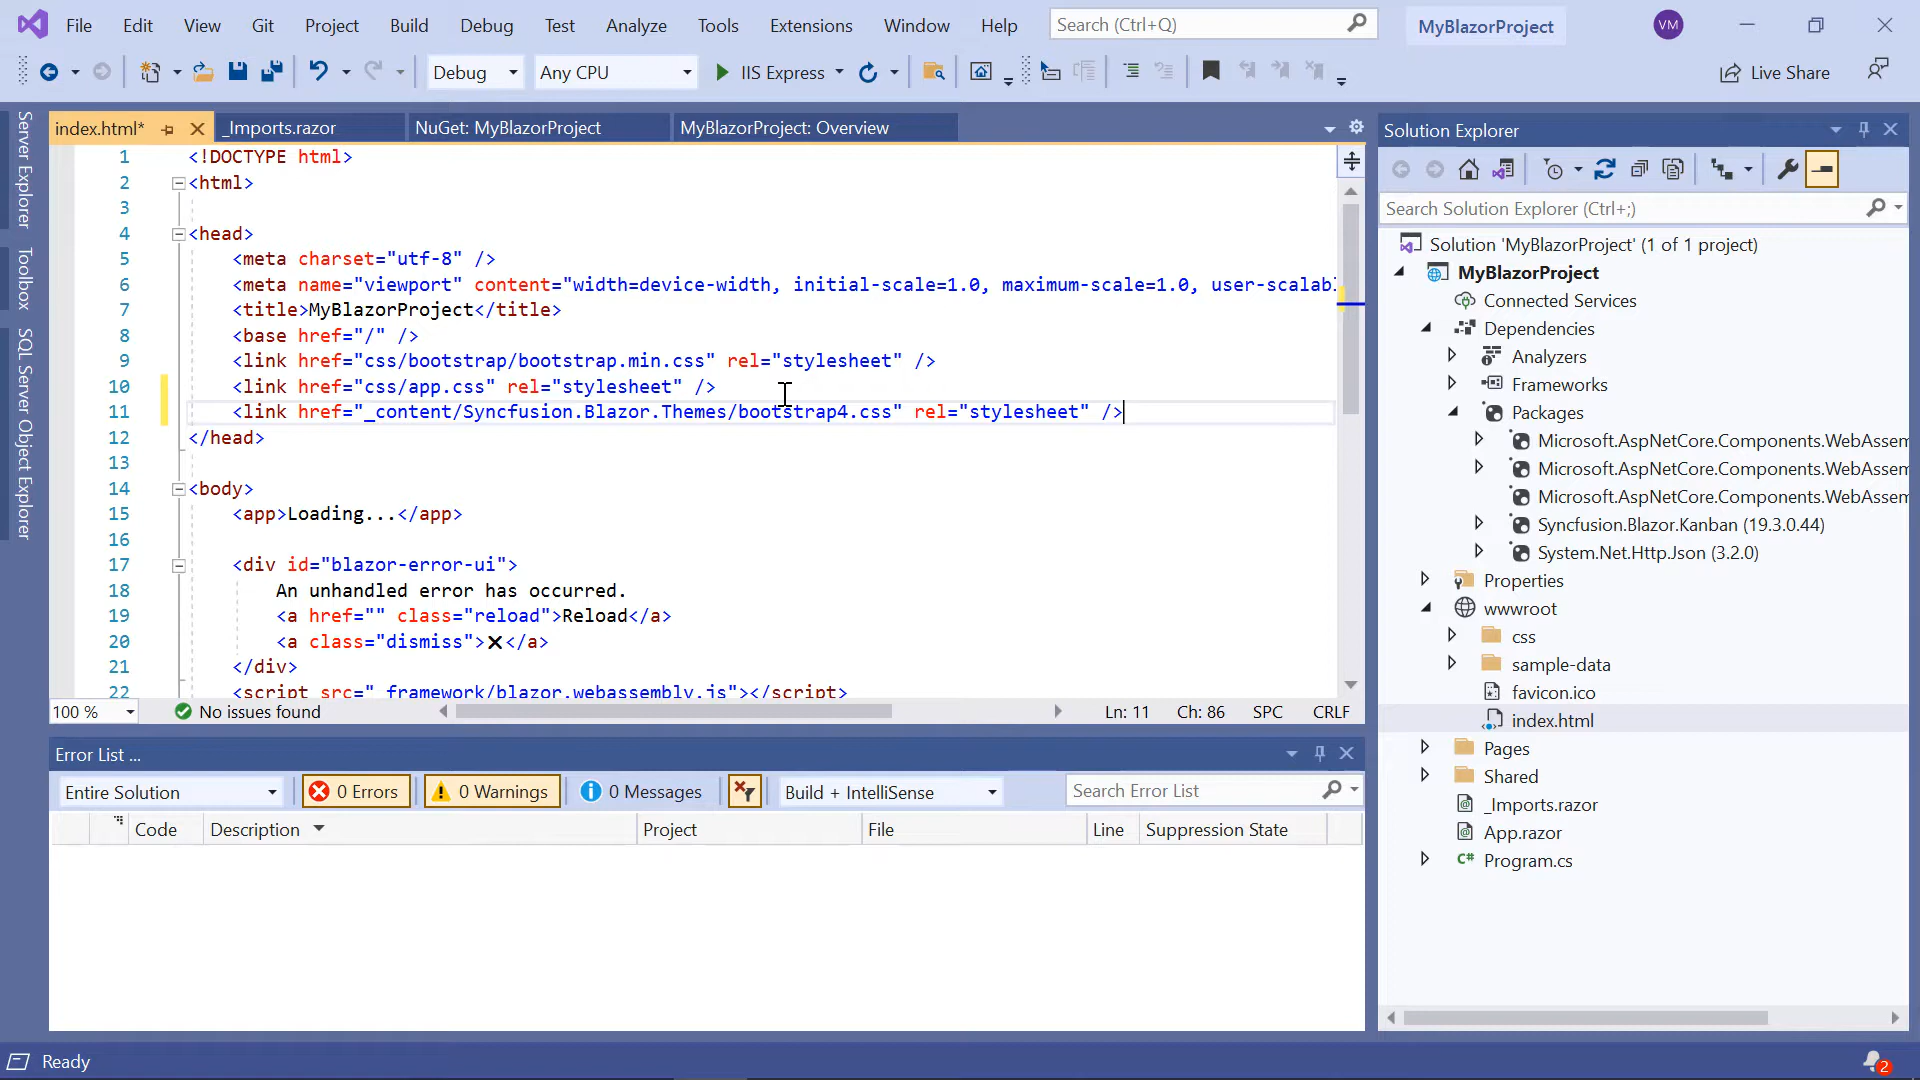 File Edit View Git Project Build Debug Test Analyze Tools Extensions Window Help Search (Ctrl+Q) MyBlazorProject VM
Debug Any CPU IIS Express Live Share
index.html* _Imports.razor NuGet: MyBlazorProject MyBlazorProject: Overview
Server Explorer
Toolbox
SQL Server Object Explorer
1 <!DOCTYPE html>
2 <html>
3
4 <head>
5 <meta charset="utf-8" />
6 <meta name="viewport" content="width=device-width, initial-scale=1.0, maximum-scale=1.0, user-scalabl
7 <title>MyBlazorProject</title>
8 <base href="/" />
9 <link href="css/bootstrap/bootstrap.min.css" rel="stylesheet" />
10 <link href="css/app.css" rel="stylesheet" />
11 <link href="_content/Syncfusion.Blazor.Themes/bootstrap4.css" rel="stylesheet" />
12 </head>
13
14 <body>
15 <app>Loading...</app>
16
17 <div id="blazor-error-ui">
18 An unhandled error has occurred.
19 <a href="" class="reload">Reload</a>
20 <a class="dismiss">🗙</a>
21 </div>
22 <script src="_framework/blazor.webassembly.js"></script>
100 % No issues found Ln: 11 Ch: 86 SPC CRLF
Error List ...
Entire Solution 0 Errors 0 Warnings 0 Messages Build + IntelliSense Search Error List
Code Description Project File Line Suppression State
Solution Explorer
Search Solution Explorer (Ctrl+;)
Solution 'MyBlazorProject' (1 of 1 project)
MyBlazorProject
Connected Services
Dependencies
Analyzers
Frameworks
Packages
Microsoft.AspNetCore.Components.WebAssem
Microsoft.AspNetCore.Components.WebAssem
Microsoft.AspNetCore.Components.WebAssem
Syncfusion.Blazor.Kanban (19.3.0.44)
System.Net.Http.Json (3.2.0)
Properties
wwwroot
css
sample-data
favicon.ico
index.html
Pages
Shared
_Imports.razor
App.razor
C# Program.cs
Ready 2